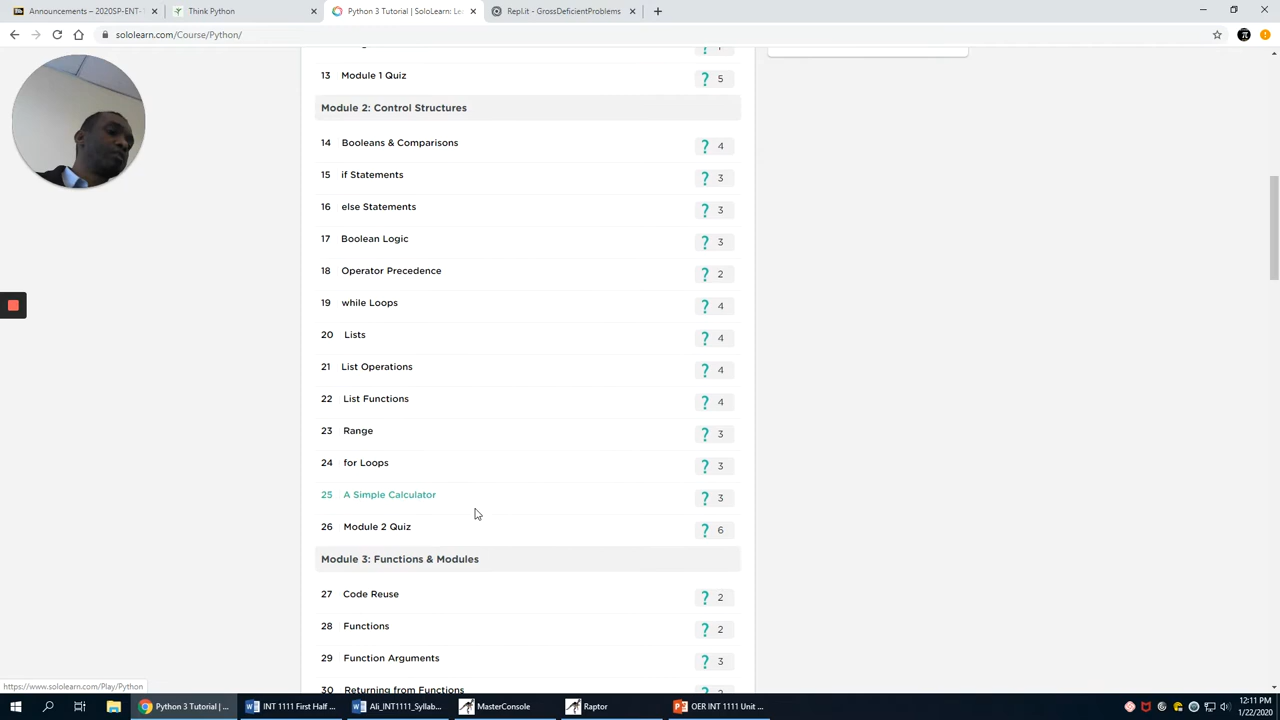 Announcements – 2020SP-ENT-
Think Python
Python 3 Tutorial | SoloLearn: Le
Repl.it - GrossDeficientProblems
sololearn.com/Course/Python/
13 Module 1 Quiz 5
Module 2: Control Structures
14 Booleans & Comparisons ? 4
15 if Statements ? 3
16 else Statements ? 3
17 Boolean Logic ? 3
18 Operator Precedence ? 2
19 while Loops ? 4
20 Lists ? 4
21 List Operations ? 4
22 List Functions ? 4
23 Range ? 3
24 for Loops ? 3
25 A Simple Calculator ? 3
26 Module 2 Quiz ? 6
Module 3: Functions & Modules
27 Code Reuse ? 2
28 Functions ? 2
29 Function Arguments ? 3
30 Returning from Functions
https://www.sololearn.com/Play/Python
Python 3 Tutorial | ...
INT 1111 First Half ...
Ali_INT1111_Syllab...
MasterConsole
Raptor
OER INT 1111 Unit ...
12:11 PM
1/22/2020